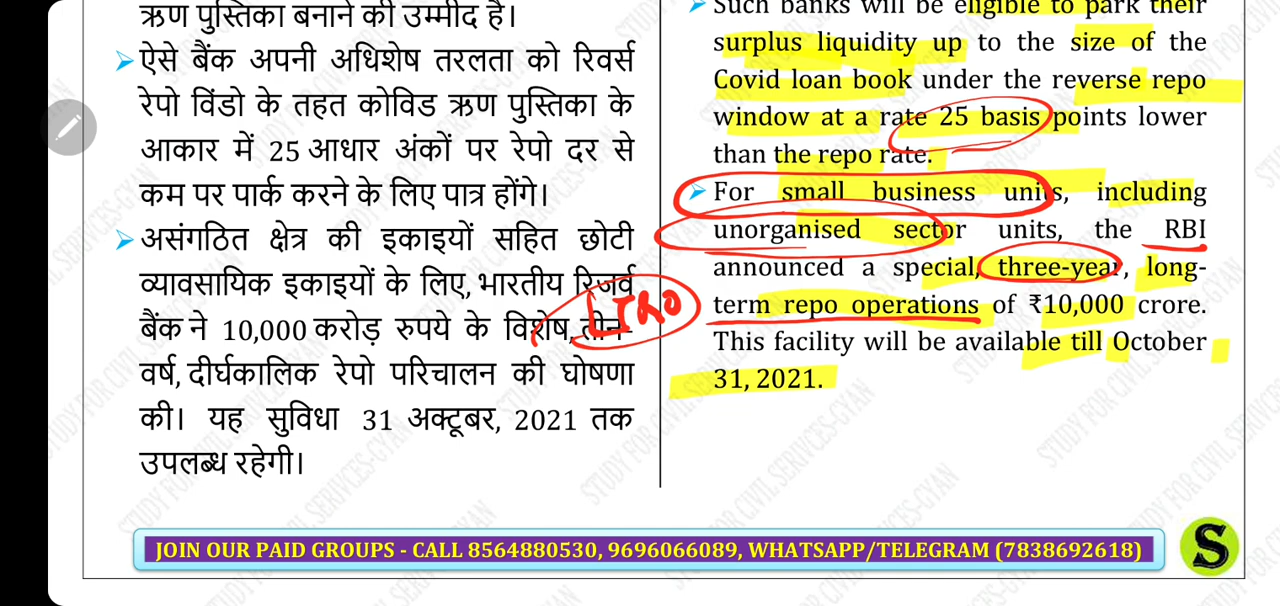 ऋण पुस्तिका बनाने की उम्मीद है।
ऐसे बैंक अपनी अधिशेष तरलता को रिवर्स
रेपो विंडो के तहत कोविड ऋण पुस्तिका के
आकार में 25 आधार अंकों पर रेपो दर से
कम पर पार्क करने के लिए पात्र होंगे।
असंगठित क्षेत्र की इकाइयों सहित छोटी
व्यावसायिक इकाइयों के लिए, भारतीय रिजर्व
बैंक ने 10,000 करोड़ रुपये के विशेष, तीन-
वर्ष, दीर्घकालिक रेपो परिचालन की घोषणा
की। यह सुविधा 31 अक्टूबर, 2021 तक
उपलब्ध रहेगी।
Such banks will be eligible to park their
surplus liquidity up to the size of the
Covid loan book under the reverse repo
window at a rate 25 basis points lower
than the repo rate.
For small business units, including
unorganised sector units, the RBI
announced a special, three-year, long-
term repo operations of ₹10,000 crore.
This facility will be available till October
31, 2021.
LTRO
JOIN OUR PAID GROUPS - CALL 8564880530, 9696066089, WHATSAPP/TELEGRAM (7838692618)
S
STUDY FOR CIVIL SERIVCES-GYAN